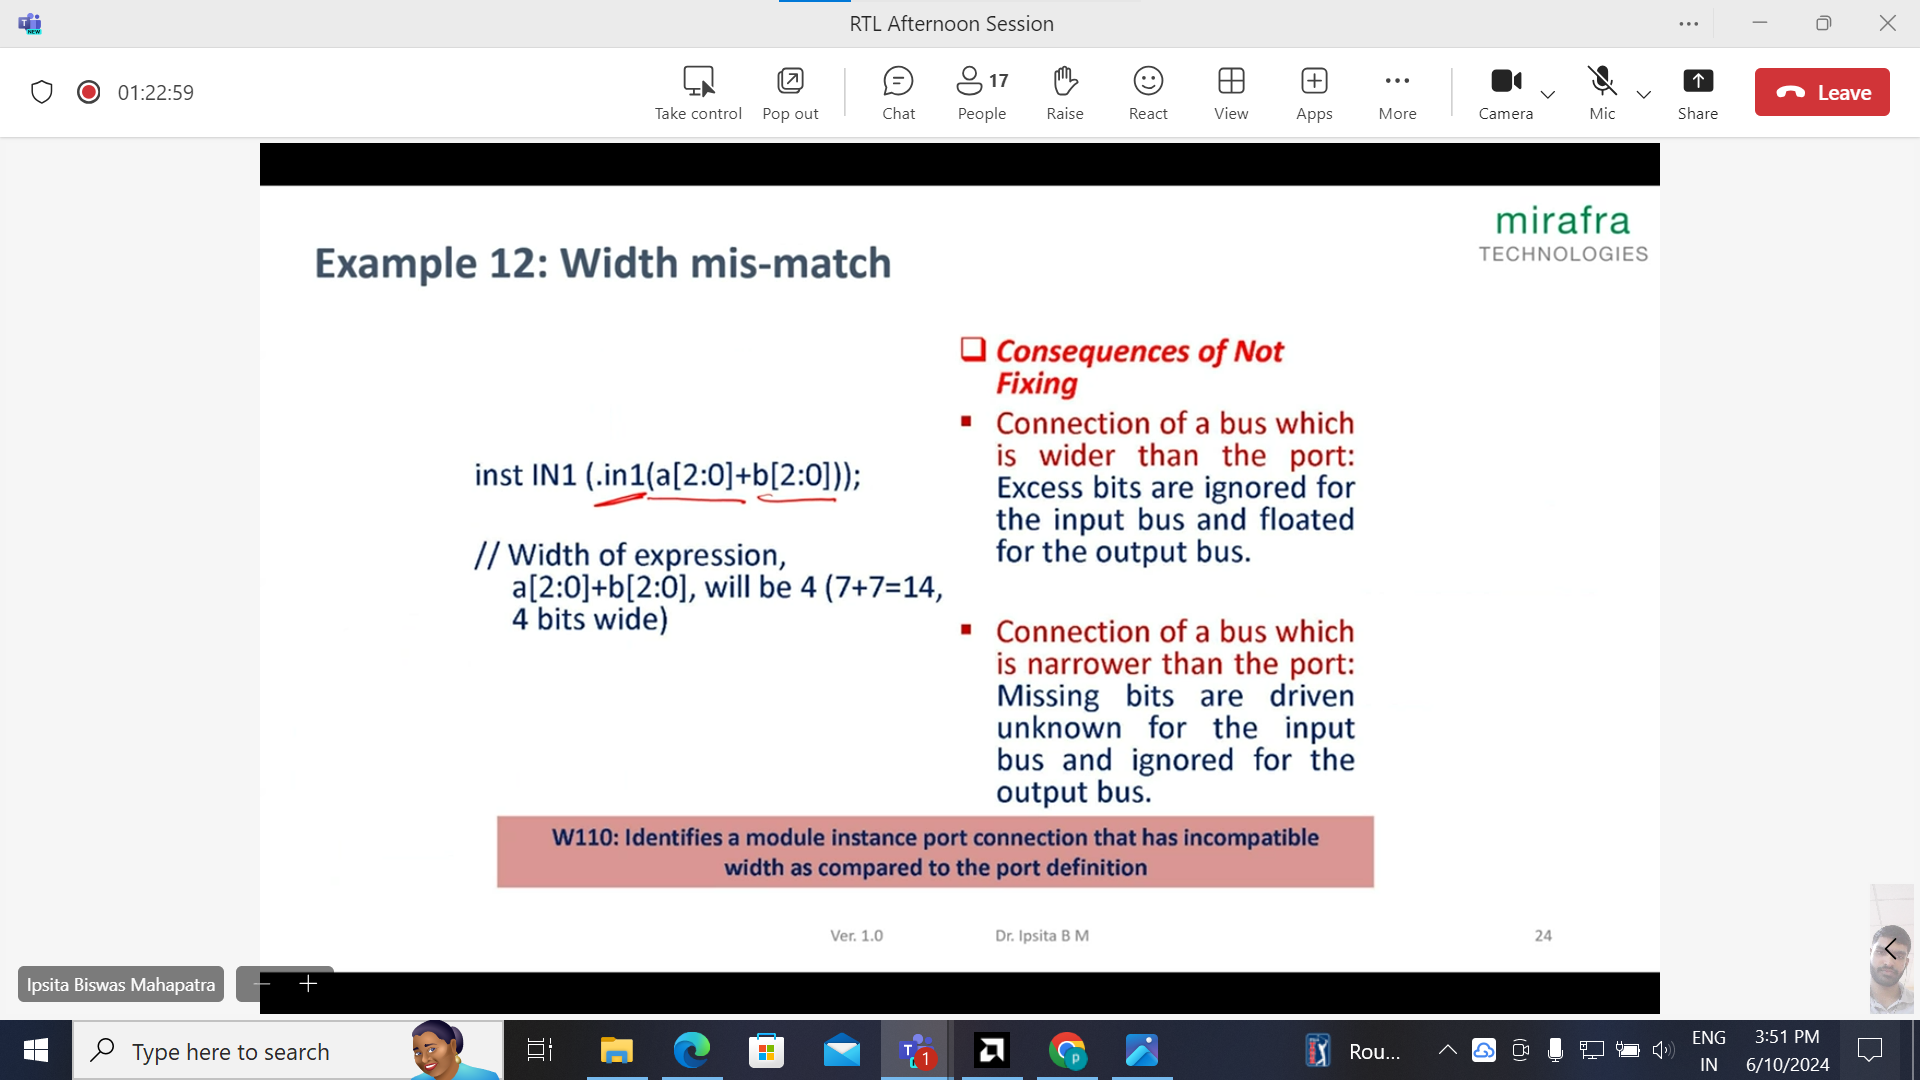 RTL Afternoon Session
NEW
01:22:59
Take control
Pop out
Chat
17
People
Raise
React
View
Apps
More
Camera
Mic
Share
Leave
mirafra
TECHNOLOGIES
Example 12: Width mis-match
inst IN1 (.in1(a[2:0]+b[2:0]));
// Width of expression,
a[2:0]+b[2:0], will be 4 (7+7=14,
4 bits wide)
Consequences of Not
Fixing
Connection of a bus which
is wider than the port:
Excess bits are ignored for
the input bus and floated
for the output bus.
Connection of a bus which
is narrower than the port:
Missing bits are driven
unknown for the input
bus and ignored for the
output bus.
W110: Identifies a module instance port connection that has incompatible
width as compared to the port definition
Ver. 1.0
Dr. Ipsita B M
24
Ipsita Biswas Mahapatra
Type here to search
1
p
Rou...
ENG
IN
3:51 PM
6/10/2024